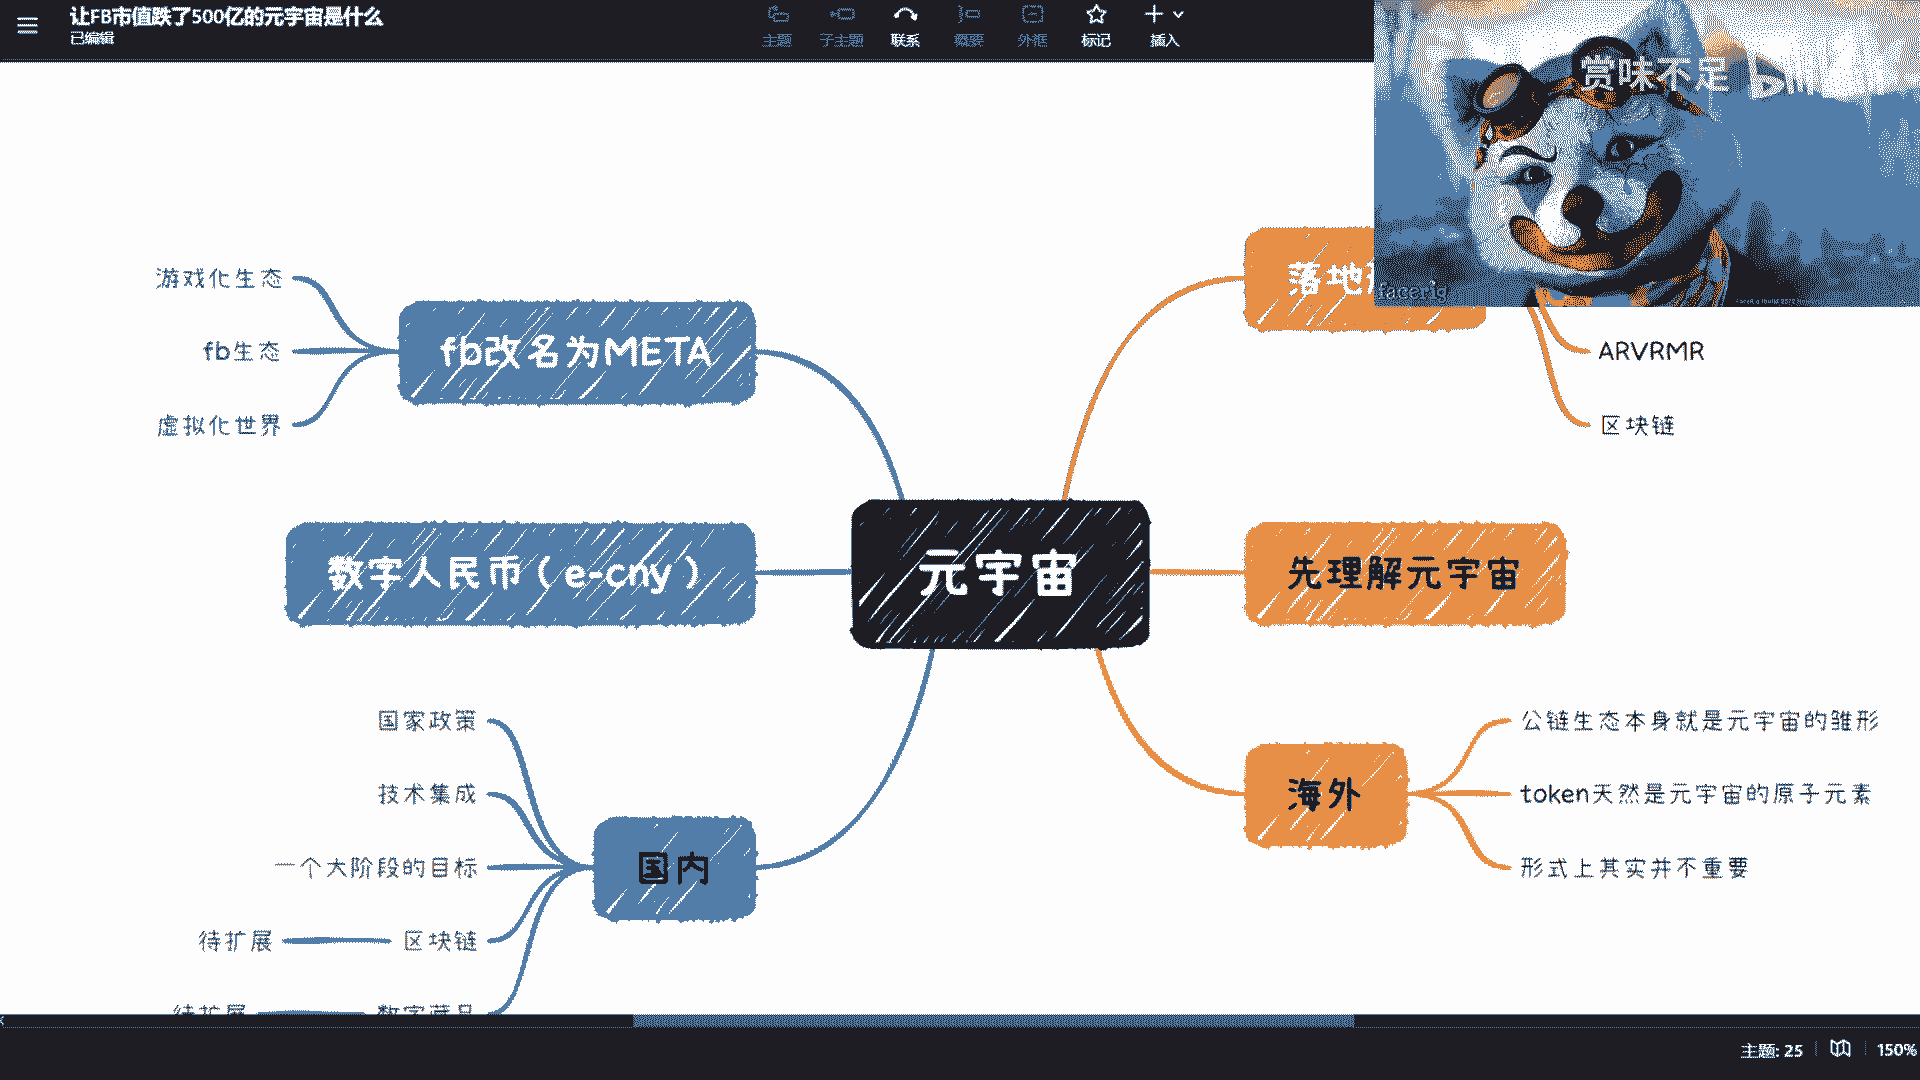 让FB市值跌了500亿的元宇宙是什么
已编辑
主题
子主题
联系
概要
外框
标记
插入
赏味不足
facerig
游戏化生态
fb生态
虚拟化世界
fb改名为META
落地
ARVRMR
区块链
数字人民币（e-cny）
元宇宙
先理解元宇宙
国家政策
技术集成
一个大阶段的目标
待扩展
区块链
待扩展
数字藏品
国内
海外
公链生态本身就是元宇宙的雏形
token天然是元宇宙的原子元素
形式上其实并不重要
主题: 25
150%